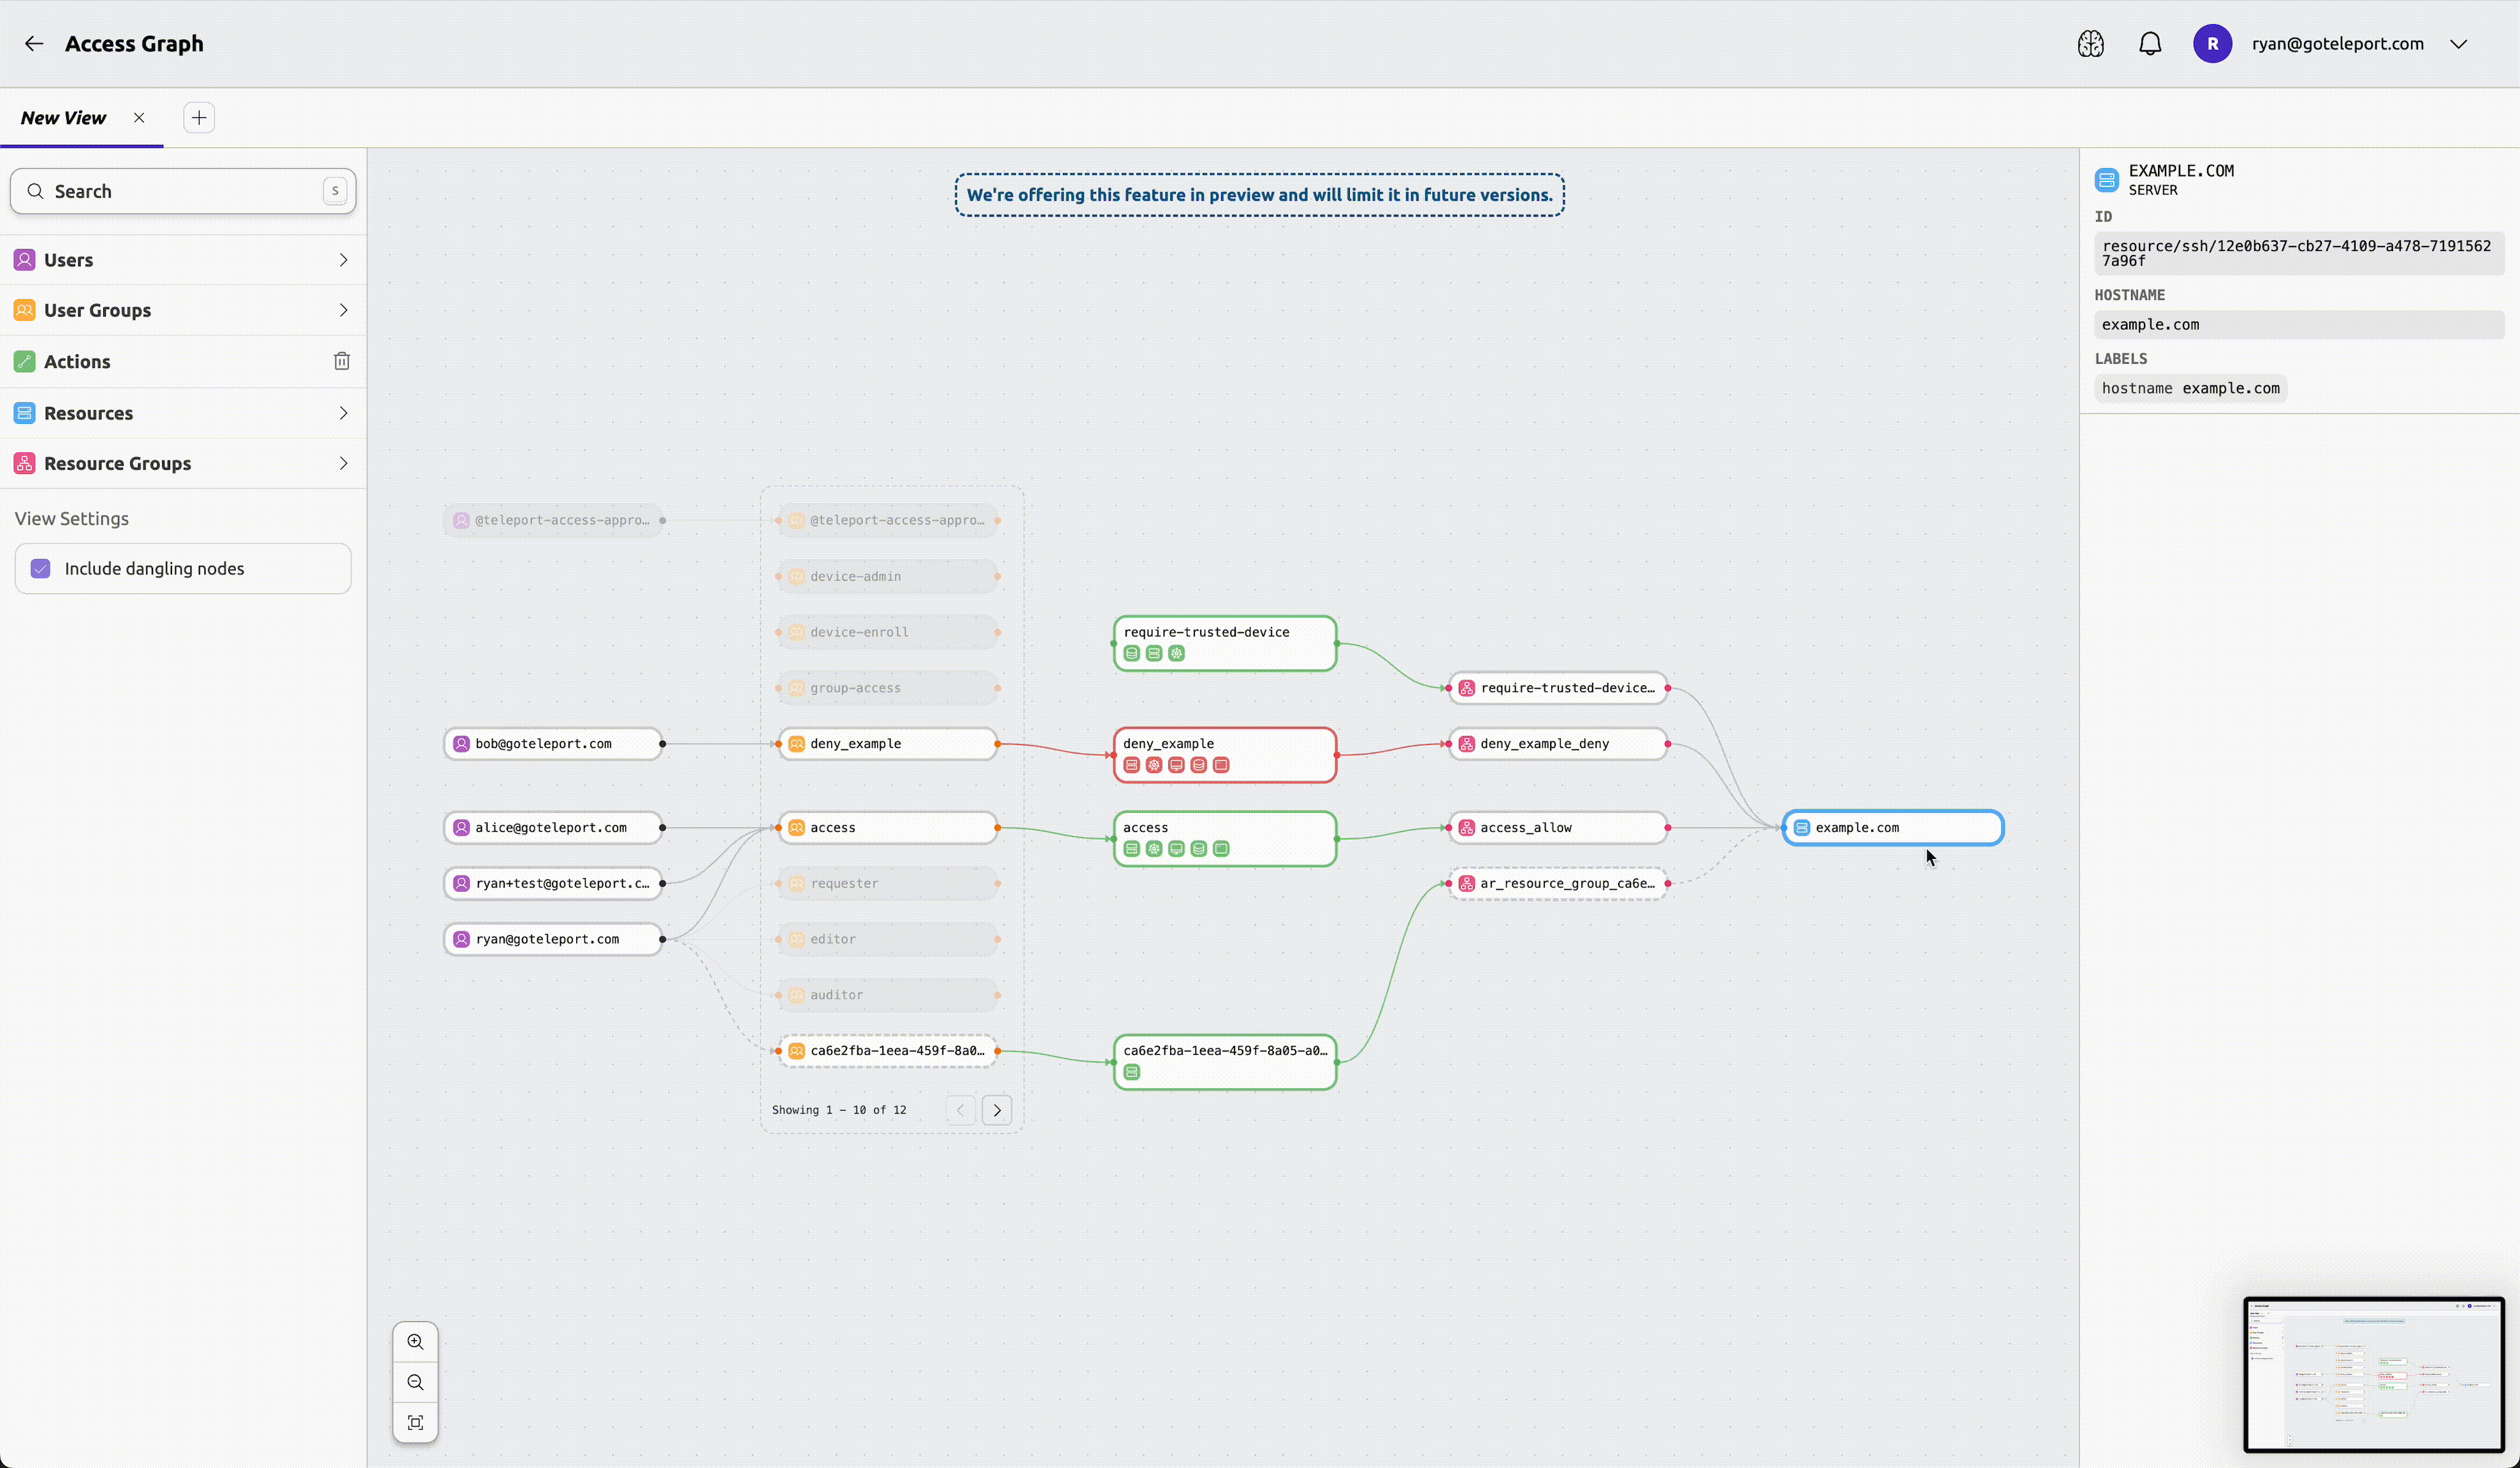 Access Graph
R
ryan@goteleport.com
New View
Search
S
Users
User Groups
Actions
Resources
Resource Groups
View Settings
Include dangling nodes
We're offering this feature in preview and will limit it in future versions.
@teleport-access-appro…
bob@goteleport.com
alice@goteleport.com
ryan+test@goteleport.c…
ryan@goteleport.com
@teleport-access-appro…
device-admin
device-enroll
group-access
deny_example
access
requester
editor
auditor
ca6e2fba-1eea-459f-8a0…
Showing 1 - 10 of 12
require-trusted-device
deny_example
access
ca6e2fba-1eea-459f-8a05-a0…
require-trusted-device…
deny_example_deny
access_allow
ar_resource_group_ca6e…
example.com
EXAMPLE.COM
SERVER
ID
resource/ssh/12e0b637-cb27-4109-a478-7191562
7a96f
HOSTNAME
example.com
LABELS
hostname example.com